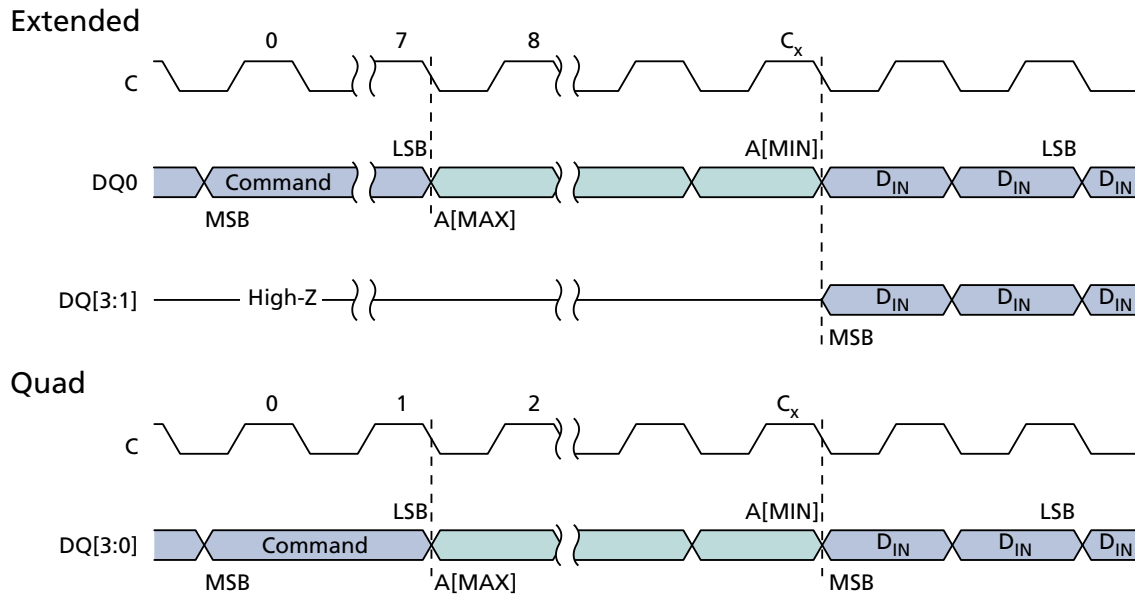 Extended
0 7 8 Cx
C
LSB A[MIN] LSB
DQ0 Command DIN DIN DIN
MSB A[MAX]
DQ[3:1] High-Z DIN DIN DIN
MSB
Quad
0 1 2 Cx
C
LSB A[MIN] LSB
DQ[3:0] Command DIN DIN DIN
MSB A[MAX] MSB